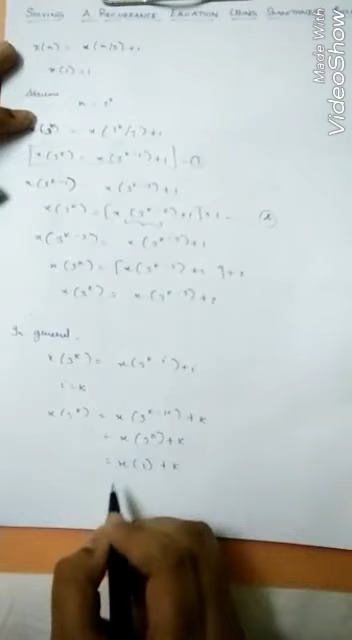 SOLVING A RECURRENCE EQUATION USING
x(n) = x(n/3)+1
x(1) = 1
Assume
n = 3^k
x(3^k) = x(3^k/3)+1
[x(3^k) = x(3^k-1)+1] - ①
x(3^k-1) x(3^k-2)+1
x(3^k) = [x(3^k-2)+1]+1 - ②
x(3^k-2) = x(3^k-3)+1
x(3^k) = [x(3^k-3)+1]+2
x(3^k) = x(3^k-3)+3
In general.
x(3^k) = x(3^k-i)+i
i = k
x(3^k) = x(3^k-k)+k
= x(3^0)+k
= x(1)+k
Made With
VideoShow